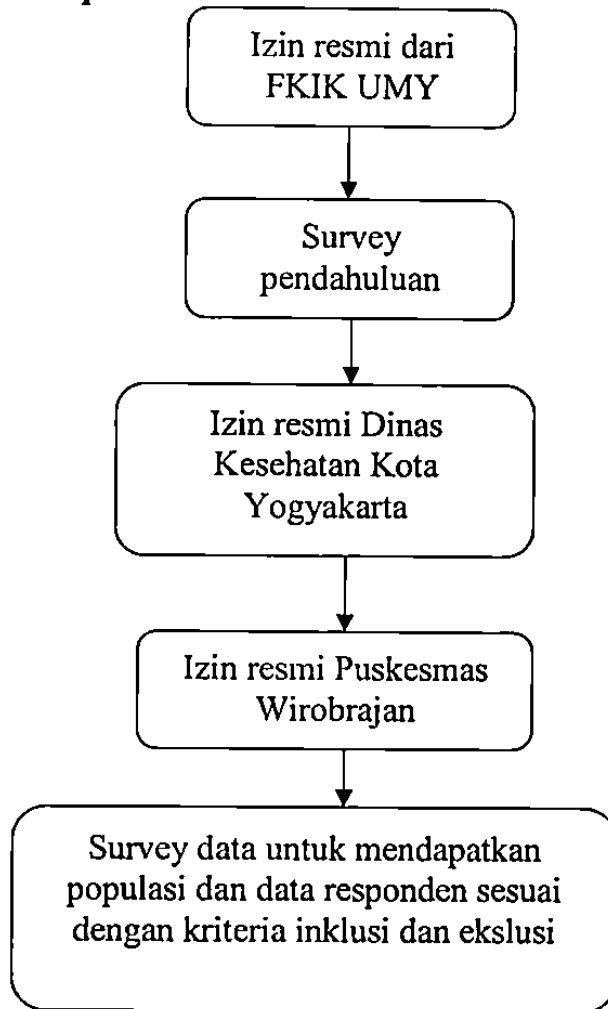 Izin resmi dari
FKIK UMY
Survey
pendahuluan
Izin resmi Dinas
Kesehatan Kota
Yogyakarta
Izin resmi Puskesmas
Wirobrajan
Survey data untuk mendapatkan
populasi dan data responden sesuai
dengan kriteria inklusi dan ekslusi